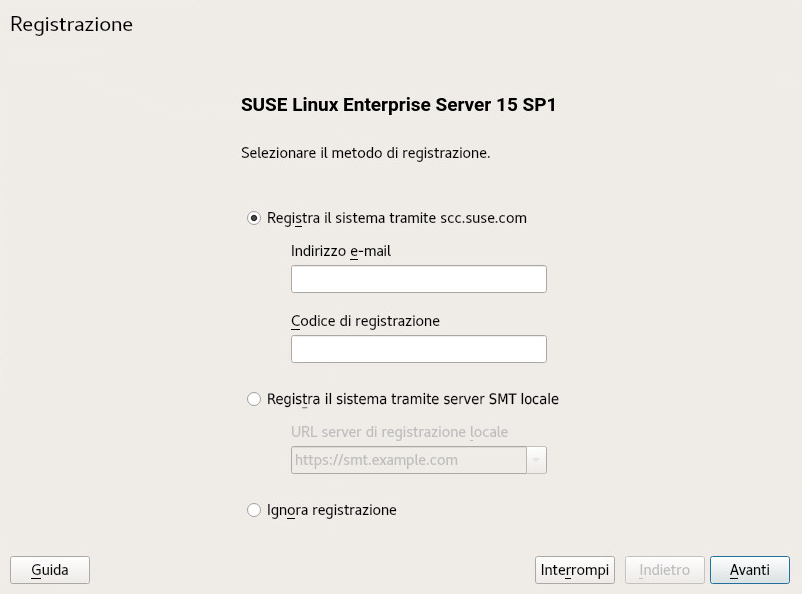 Registrazione
SUSE Linux Enterprise Server 15 SP1
Selezionare il metodo di registrazione.
Registra il sistema tramite scc.suse.com
Indirizzo e-mail
Codice di registrazione
Registra il sistema tramite server SMT locale
URL server di registrazione locale
https://smt.example.com
Ignora registrazione
Guida
Interrompi
Indietro
Avanti